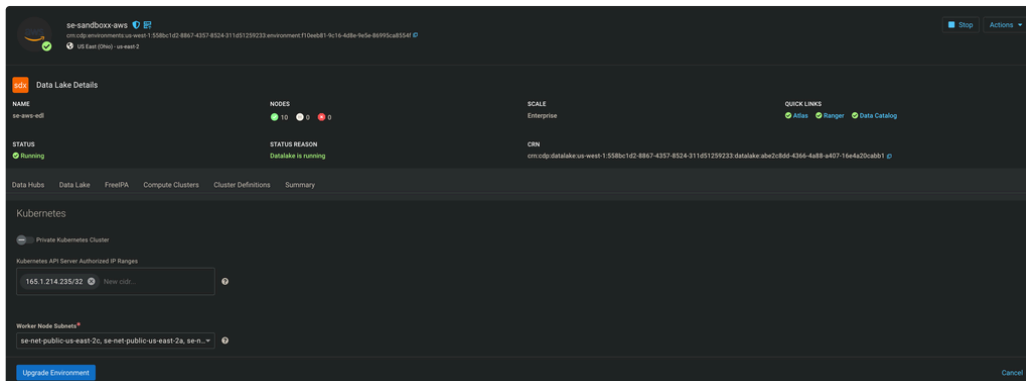 se-sandboxx-aws
crn:cdp:environments:us-west-1:558bc1d2-8867-4357-8524-311d51259233:environment:f10eeb81-9c16-4d8e-9e5e-86995ca8554f
US East (Ohio) - us-east-2
Stop
Actions
sdx
Data Lake Details
NAME
NODES
SCALE
QUICK LINKS
se-aws-edl
10 0 0
Enterprise
Atlas Ranger Data Catalog
STATUS
STATUS REASON
CRN
Running
Datalake is running
crn:cdp:datalake:us-west-1:558bc1d2-8867-4357-8524-311d51259233:datalake:abe2c8dd-4366-4a88-a407-16e4a20cabb1
Data Hubs Data Lake FreeIPA Compute Clusters Cluster Definitions Summary
Kubernetes
Private Kubernetes Cluster
Kubernetes API Server Authorized IP Ranges
165.1.214.235/32 New cidr...
Worker Node Subnets*
se-net-public-us-east-2c, se-net-public-us-east-2a, se-n...
Upgrade Environment
Cancel